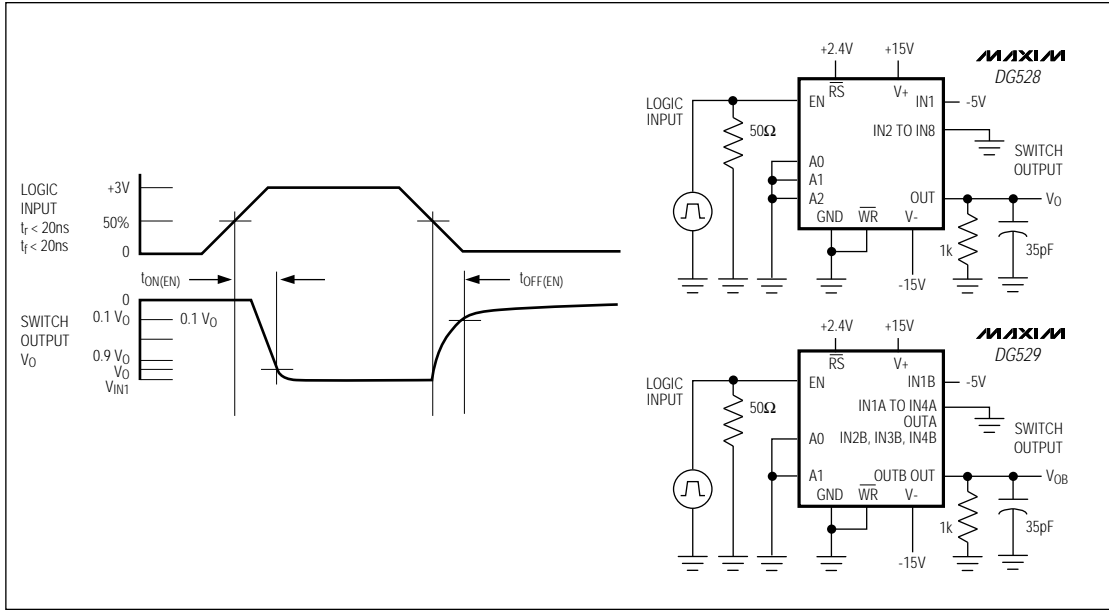 LOGIC
INPUT
tr < 20ns
tf < 20ns
+3V
50%
0
tON(EN)
tOFF(EN)
SWITCH
OUTPUT
VO
0
0.1 VO
0.1 VO
0.9 VO
VO
VIN1
+2.4V
+15V
MAXIM
DG528
LOGIC
INPUT
50Ω
EN
RS
V+
IN1
-5V
IN2 TO IN8
A0
A1
A2
SWITCH
OUTPUT
OUT
VO
GND
WR
V-
1k
35pF
-15V
+2.4V
+15V
MAXIM
DG529
LOGIC
INPUT
50Ω
EN
RS
V+
IN1B
-5V
IN1A TO IN4A
OUTA
IN2B, IN3B, IN4B
A0
A1
SWITCH
OUTPUT
OUTB OUT
VOB
GND
WR
V-
1k
35pF
-15V